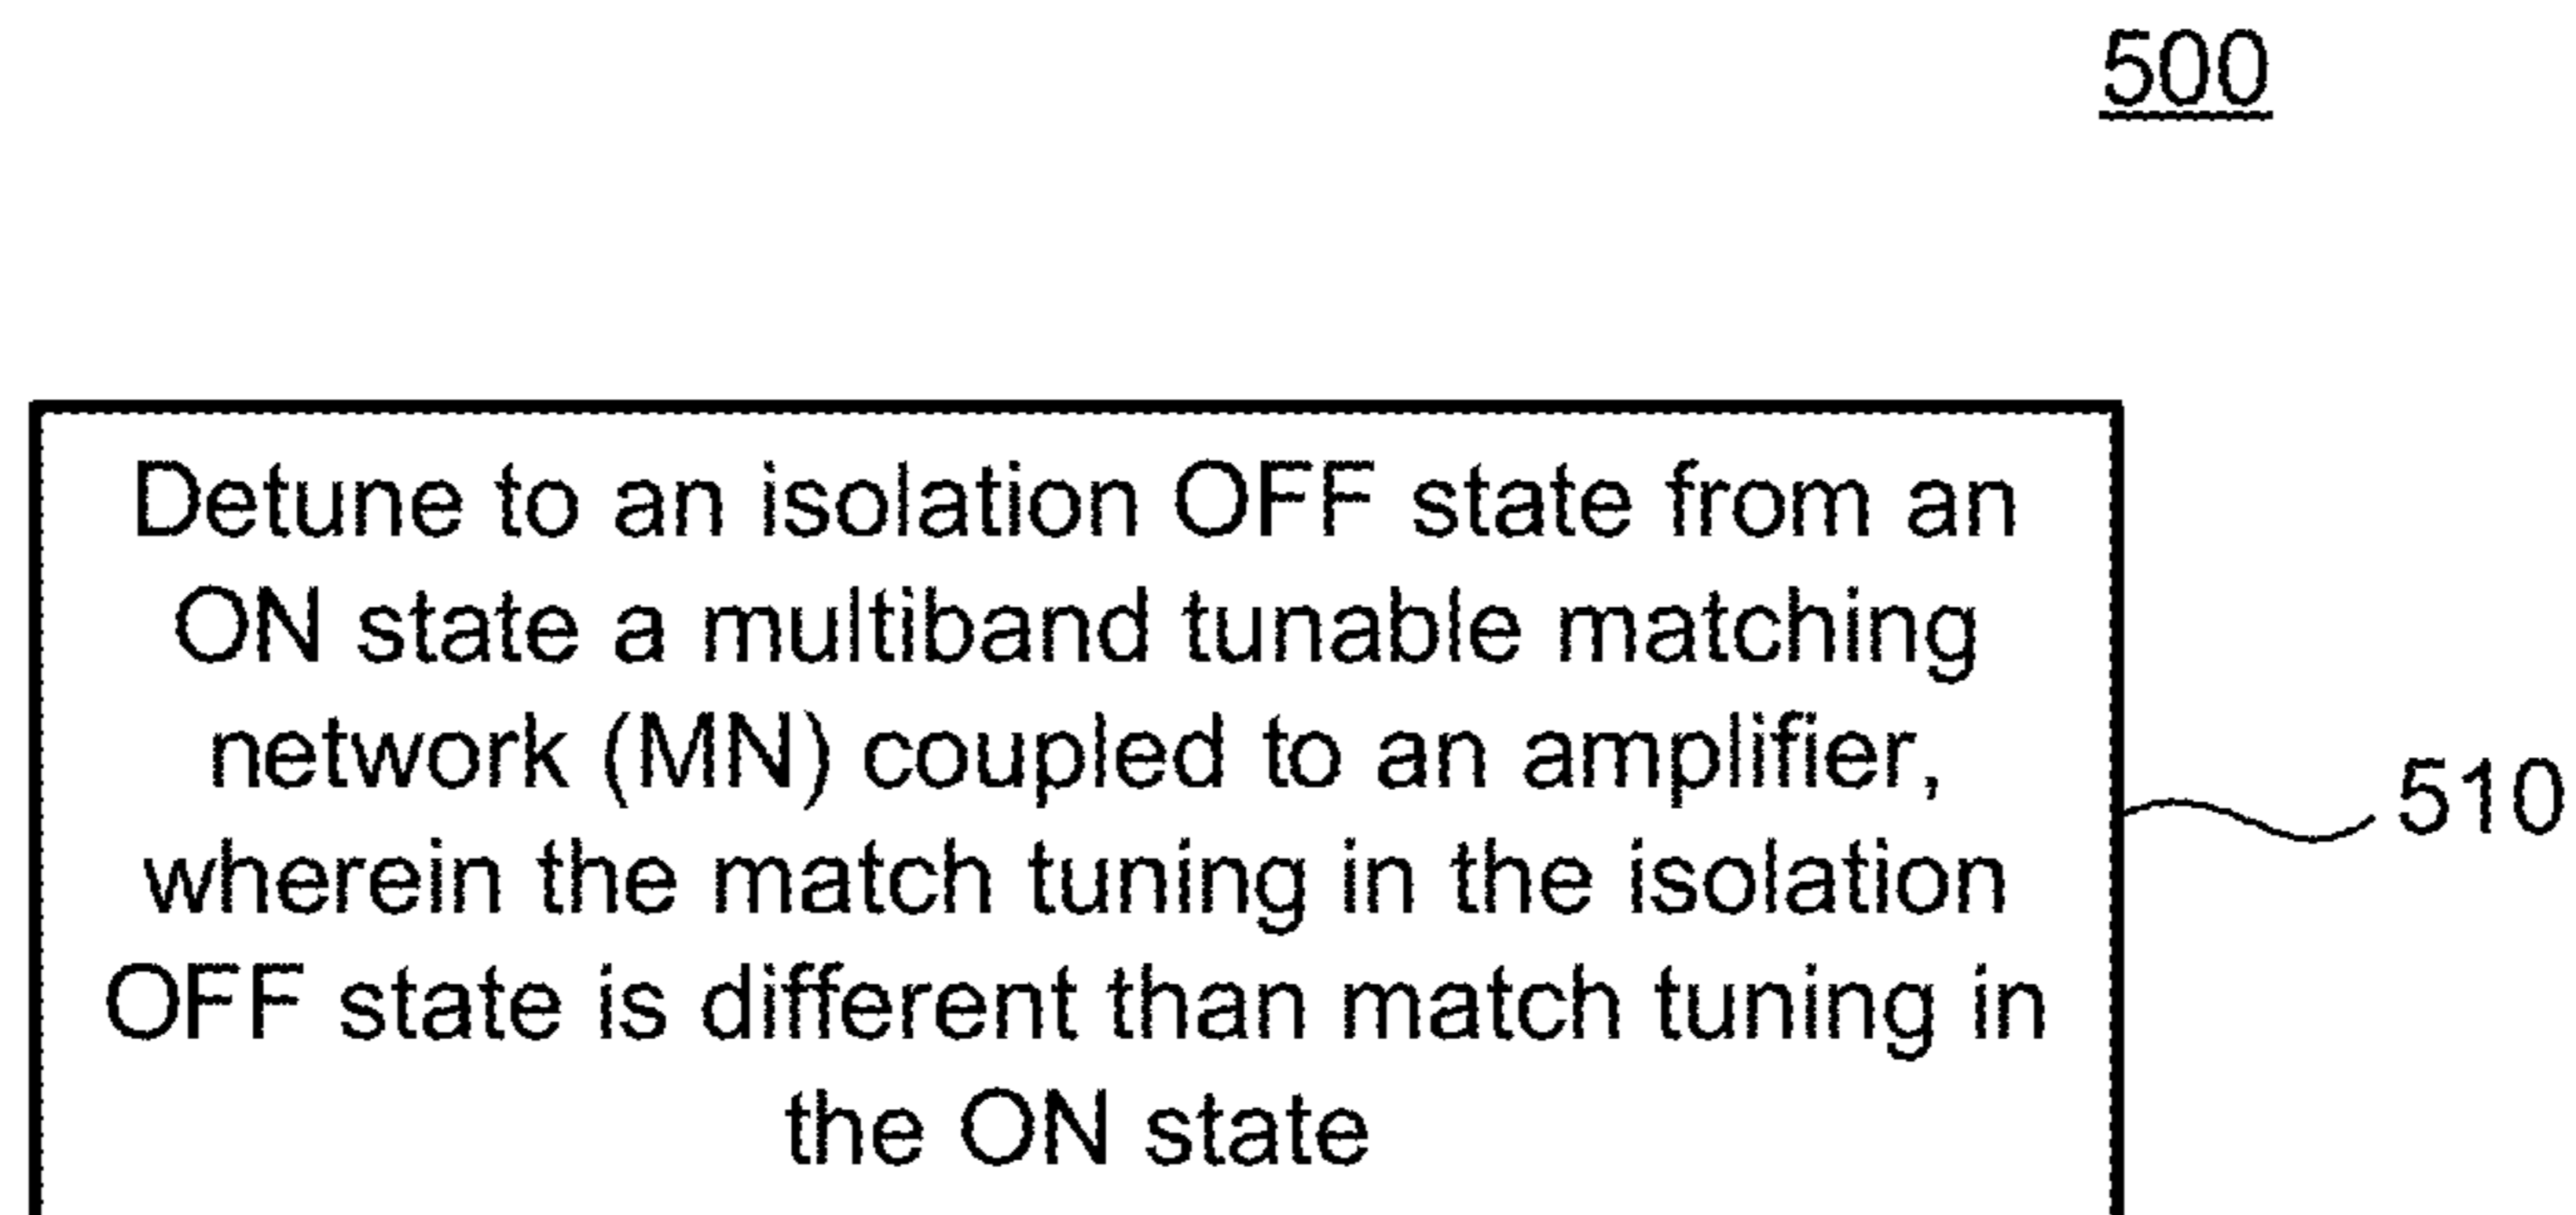 500
Detune to an isolation OFF state from an
ON state a multiband tunable matching
network (MN) coupled to an amplifier,
wherein the match tuning in the isolation
OFF state is different than match tuning in
the ON state
510